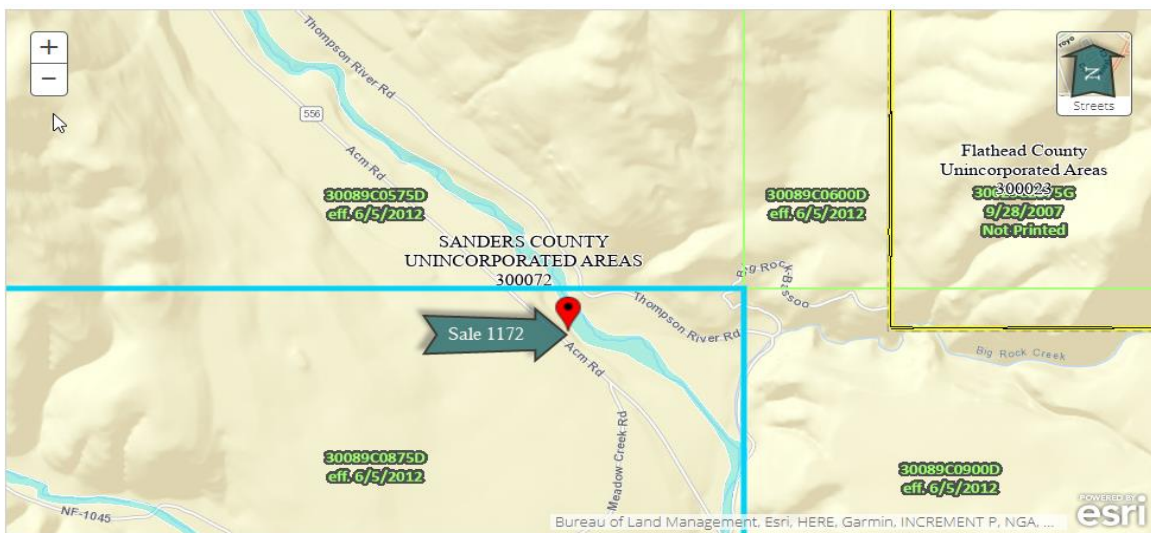 +
−
Thompson River Rd
556
Acm Rd
N
Streets
Flathead County
Unincorporated Areas
300023
9/28/2007
Not Printed
30089C0575D
eff. 6/5/2012
30089C0600D
eff. 6/5/2012
SANDERS COUNTY
UNINCORPORATED AREAS
300072
Big Rock
Thompson River Rd
Sale 1172
Acm Rd
Big Rock Creek
Meadow Creek Rd
30089C0875D
eff. 6/5/2012
30089C0900D
eff. 6/5/2012
NF-1045
Bureau of Land Management, Esri, HERE, Garmin, INCREMENT P, NGA, ...
POWERED BY
esri